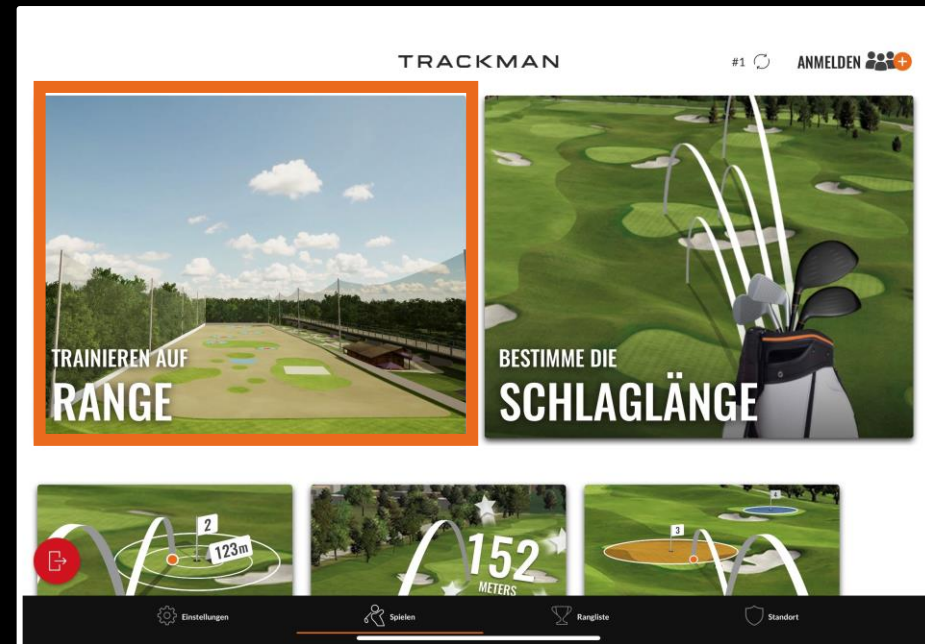 TRACKMAN
#1
ANMELDEN
TRAINIEREN AUF
RANGE
BESTIMME DIE
SCHLAGLÄNGE
2
123m
152
METERS
3
4
Einstellungen
Spielen
Rangliste
Standort